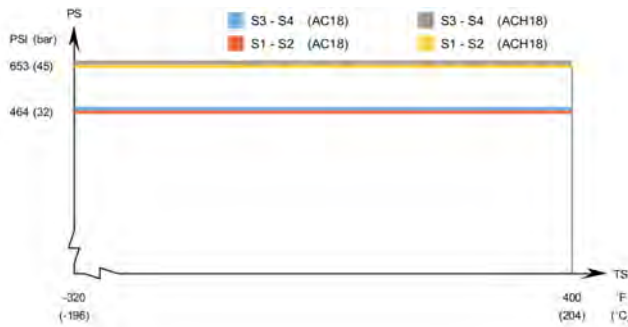 PS
S3 - S4 (AC18)
S3 - S4 (ACH18)
PSI (bar)
S1 - S2 (AC18)
S1 - S2 (ACH18)
653 (45)
464 (32)
TS
-320
400
°F
(-196)
(204)
(°C)